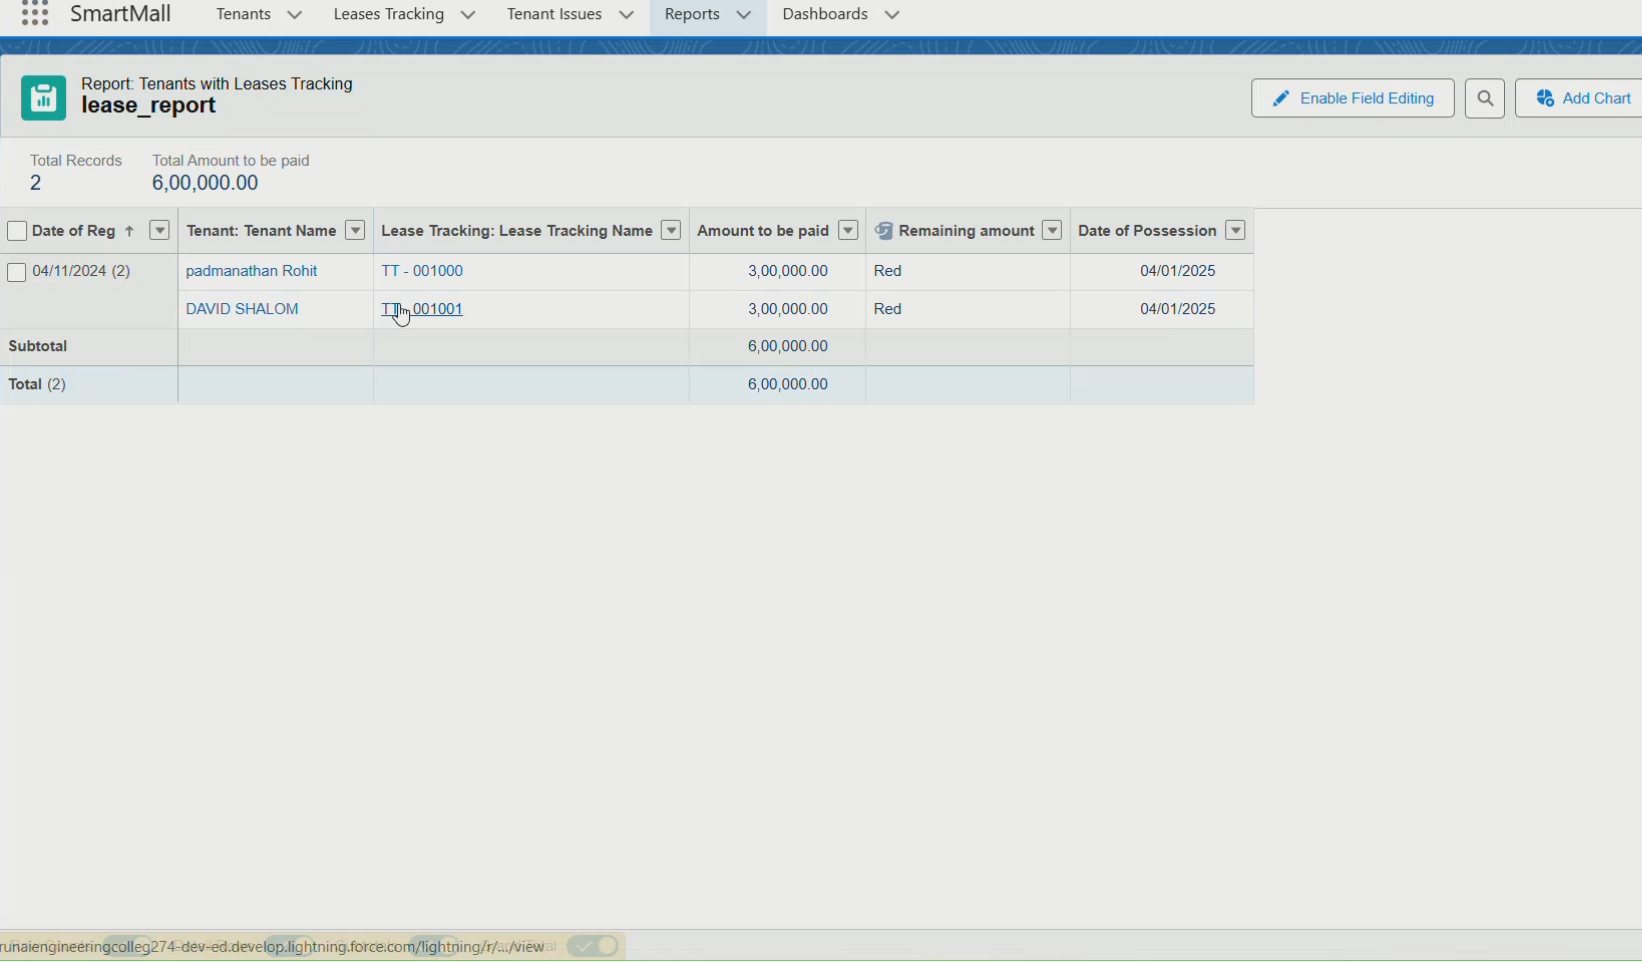 SmartMall Tenants Leases Tracking Tenant Issues Reports Dashboards
Report: Tenants with Leases Tracking
lease_report
Enable Field Editing Add Chart
Total Records Total Amount to be paid
2 6,00,000.00
Date of Reg ↑ Tenant: Tenant Name Lease Tracking: Lease Tracking Name Amount to be paid Remaining amount Date of Possession
04/11/2024 (2) padmanathan Rohit TT - 001000 3,00,000.00 Red 04/01/2025
DAVID SHALOM TT - 001001 3,00,000.00 Red 04/01/2025
Subtotal 6,00,000.00
Total (2) 6,00,000.00
runaiengineeringcolleg274-dev-ed.develop.lightning.force.com/lightning/r/.../view